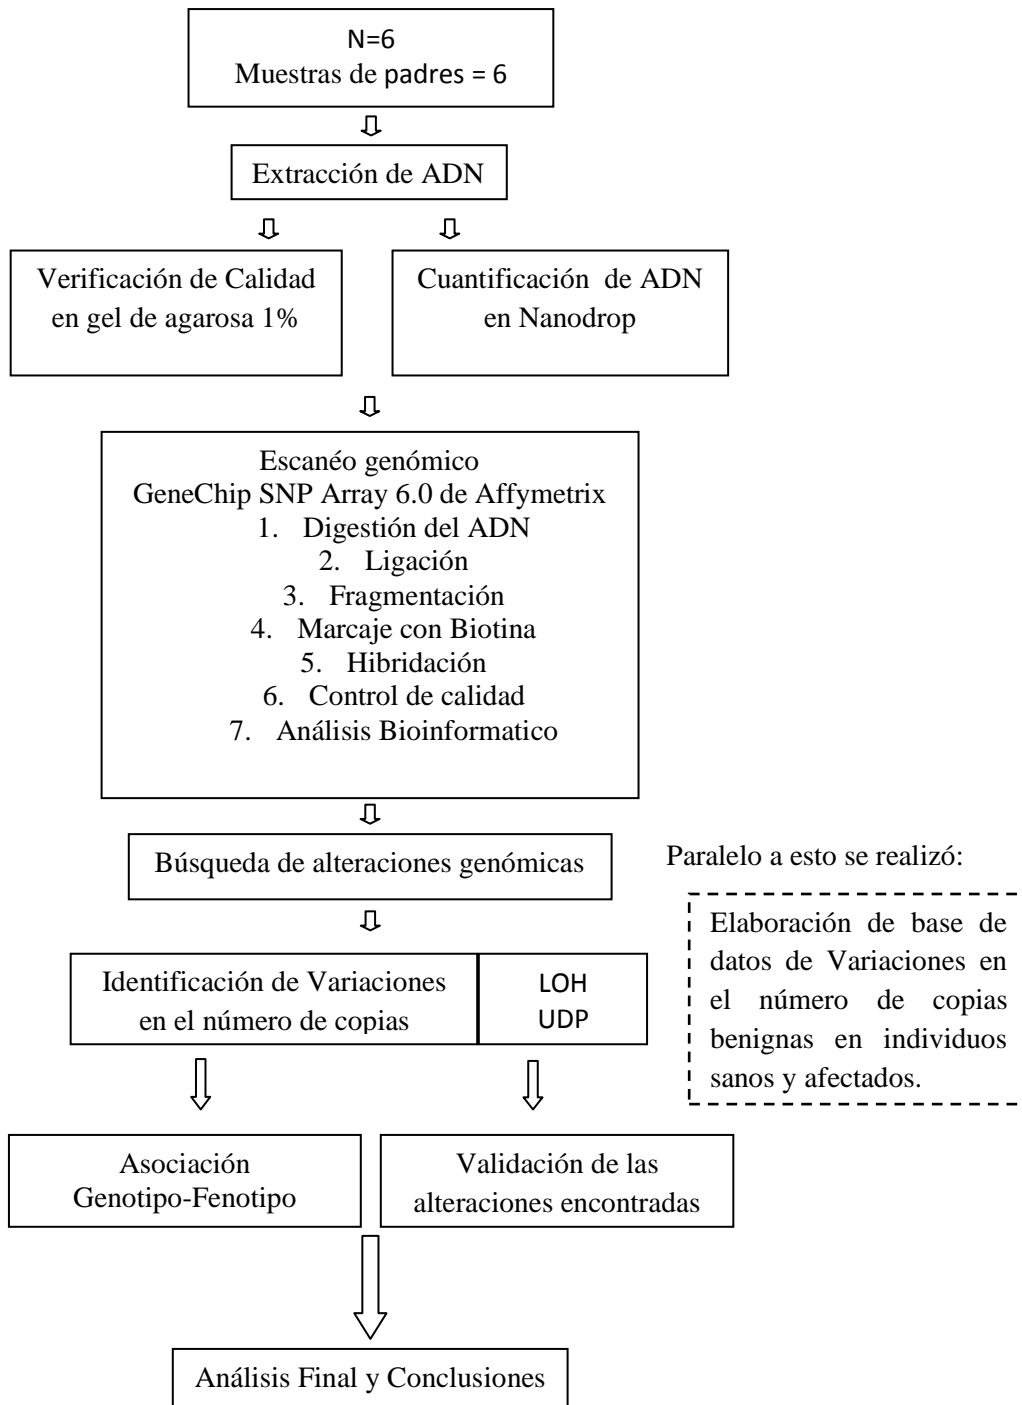 N=6
Muestras de padres = 6
Extracción de ADN
Verificación de Calidad
en gel de agarosa 1%
Cuantificación de ADN
en Nanodrop
Escanéo genómico
GeneChip SNP Array 6.0 de Affymetrix
1. Digestión del ADN
2. Ligación
3. Fragmentación
4. Marcaje con Biotina
5. Hibridación
6. Control de calidad
7. Análisis Bioinformatico
Búsqueda de alteraciones genómicas
Paralelo a esto se realizó:
Elaboración de base de
datos de Variaciones en
el número de copias
benignas en individuos
sanos y afectados.
Identificación de Variaciones
en el número de copias
LOH
UDP
Asociación
Genotipo-Fenotipo
Validación de las
alteraciones encontradas
Análisis Final y Conclusiones